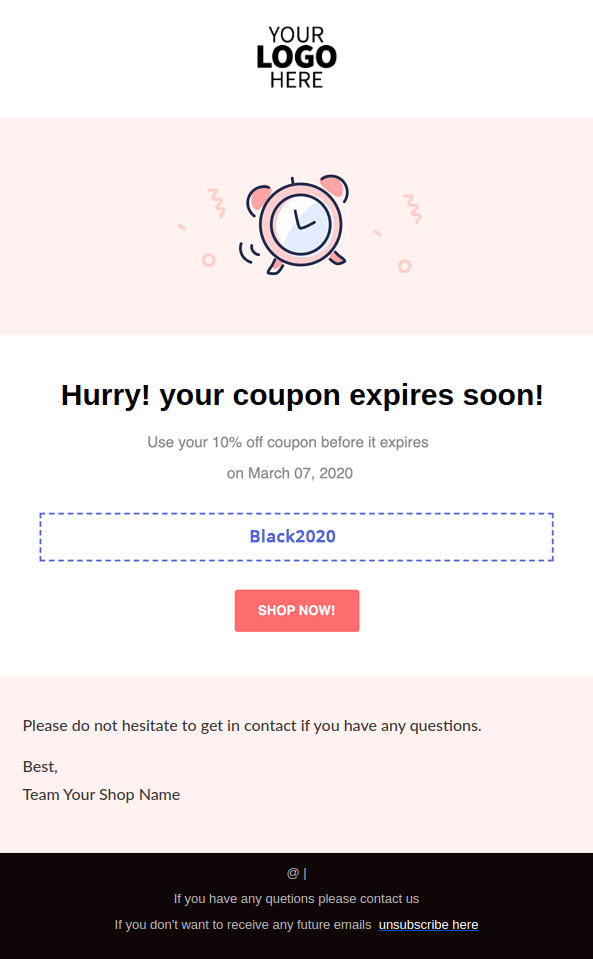 YOUR
LOGO
HERE
Hurry! your coupon expires soon!
Use your 10% off coupon before it expires
on March 07, 2020
Black2020
SHOP NOW!
Please do not hesitate to get in contact if you have any questions.
Best,
Team Your Shop Name
@ |
If you have any quetions please contact us
If you don't want to receive any future emails unsubscribe here